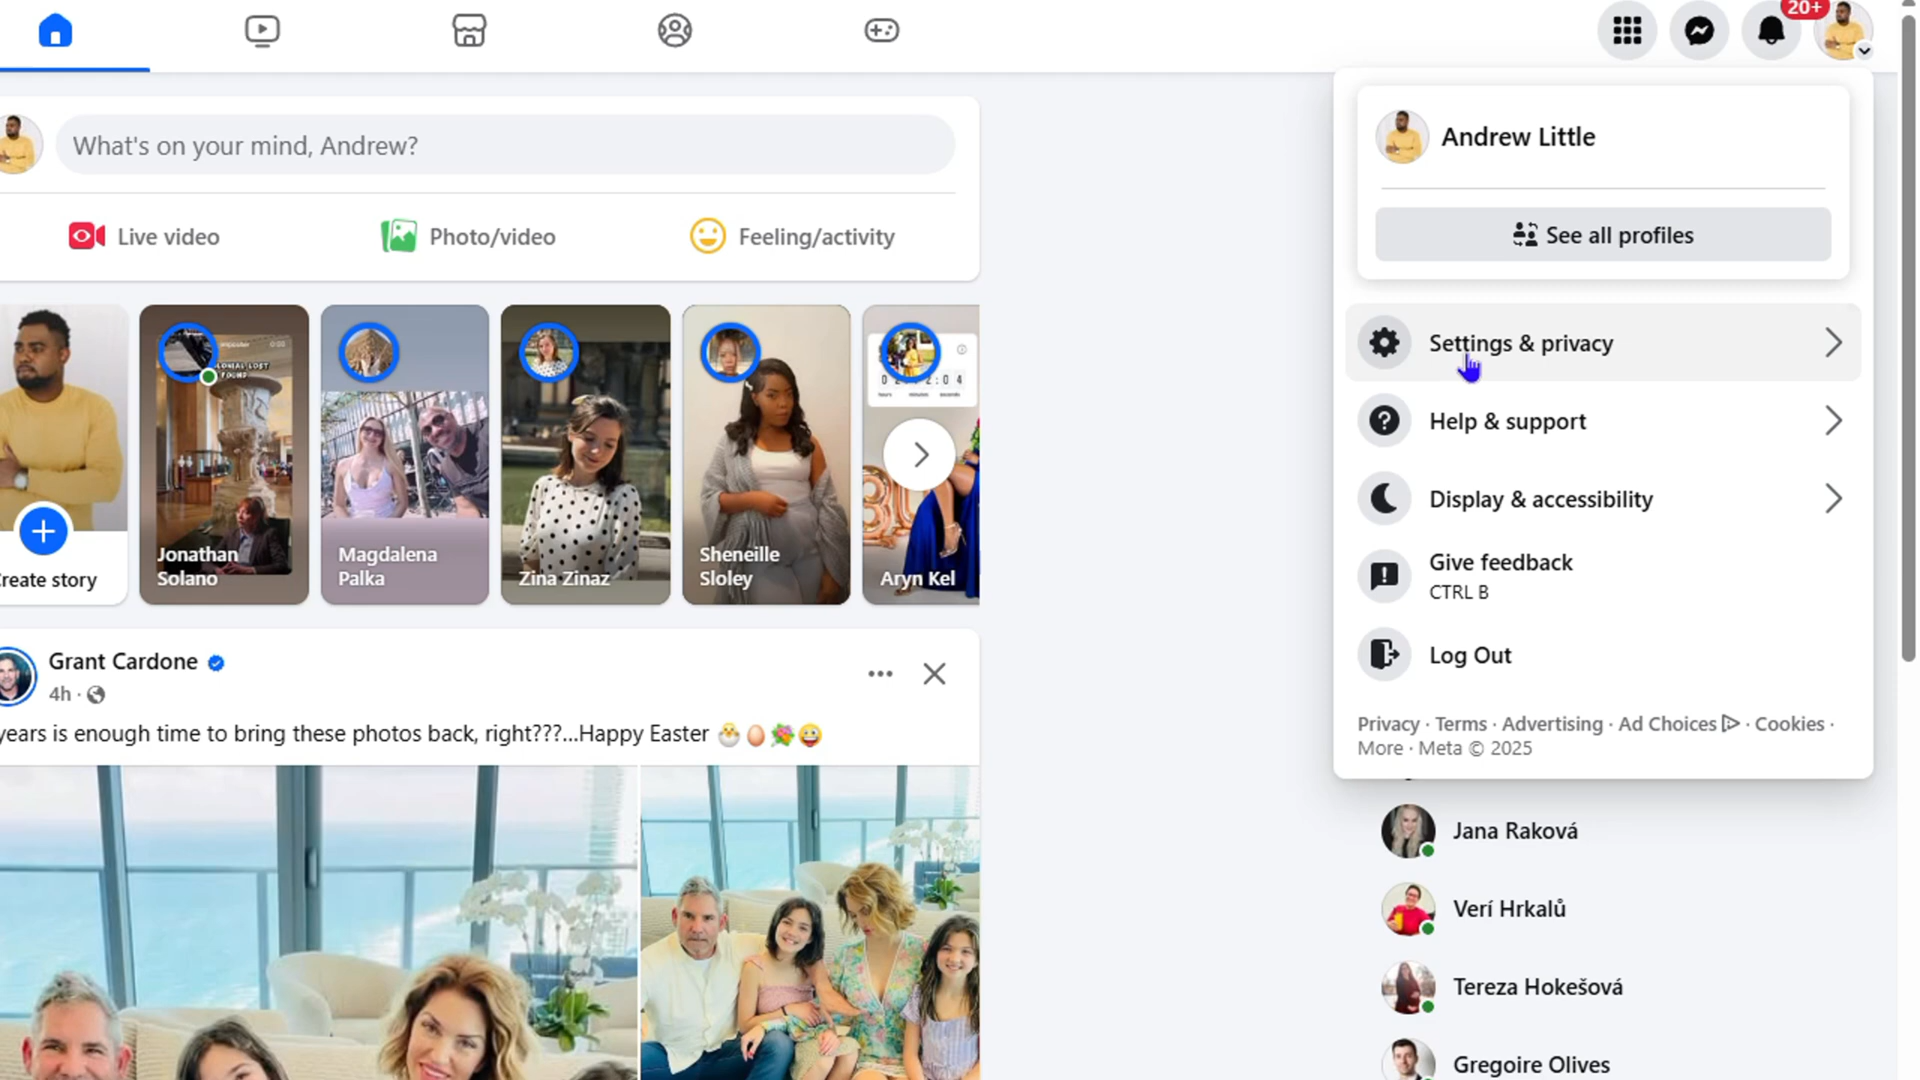 20+
What's on your mind, Andrew?
Live video
Photo/video
Feeling/activity
Andrew Little
See all profiles
Settings & privacy
Help & support
Display & accessibility
Give feedback
CTRL B
Log Out
Privacy · Terms · Advertising · Ad Choices · Cookies ·
More · Meta © 2025
reate story
Jonathan
Solano
Magdalena
Palka
Zina Zinaz
Sheneille
Sloley
Aryn Kel
Grant Cardone
4h ·
years is enough time to bring these photos back, right???...Happy Easter 🐣🥚💐😀
Jana Raková
Verí Hrkalů
Tereza Hokešová
Gregoire Olives